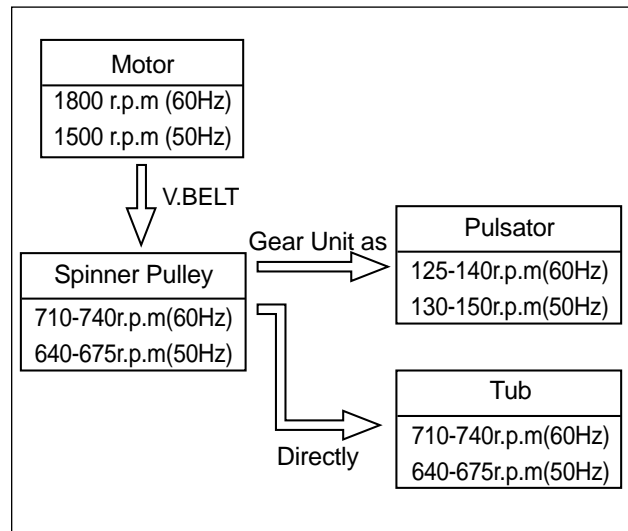 Motor
1800 r.p.m (60Hz)
1500 r.p.m (50Hz)
V.BELT
Gear Unit as
Spinner Pulley
710-740r.p.m(60Hz)
640-675r.p.m(50Hz)
Pulsator
125-140r.p.m(60Hz)
130-150r.p.m(50Hz)
Directly
Tub
710-740r.p.m(60Hz)
640-675r.p.m(50Hz)